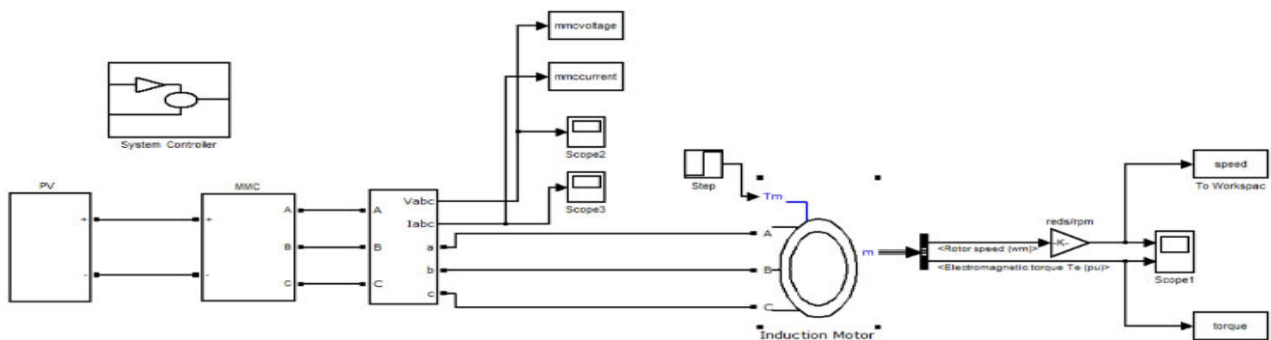 mmcvoltage
mmccurrent
System Controller
Scope2
Scope3
PV
+
-
MMC
+
-
A
B
C
A
B
C
Vabc
Iabc
a
b
c
Step
Tm
A
B
C
m
Induction Motor
<Rotor speed (wm)>
<Electromagnetic torque Te (pu)>
reds/rpm
-K-
speed
To Workspac
Scope1
torque